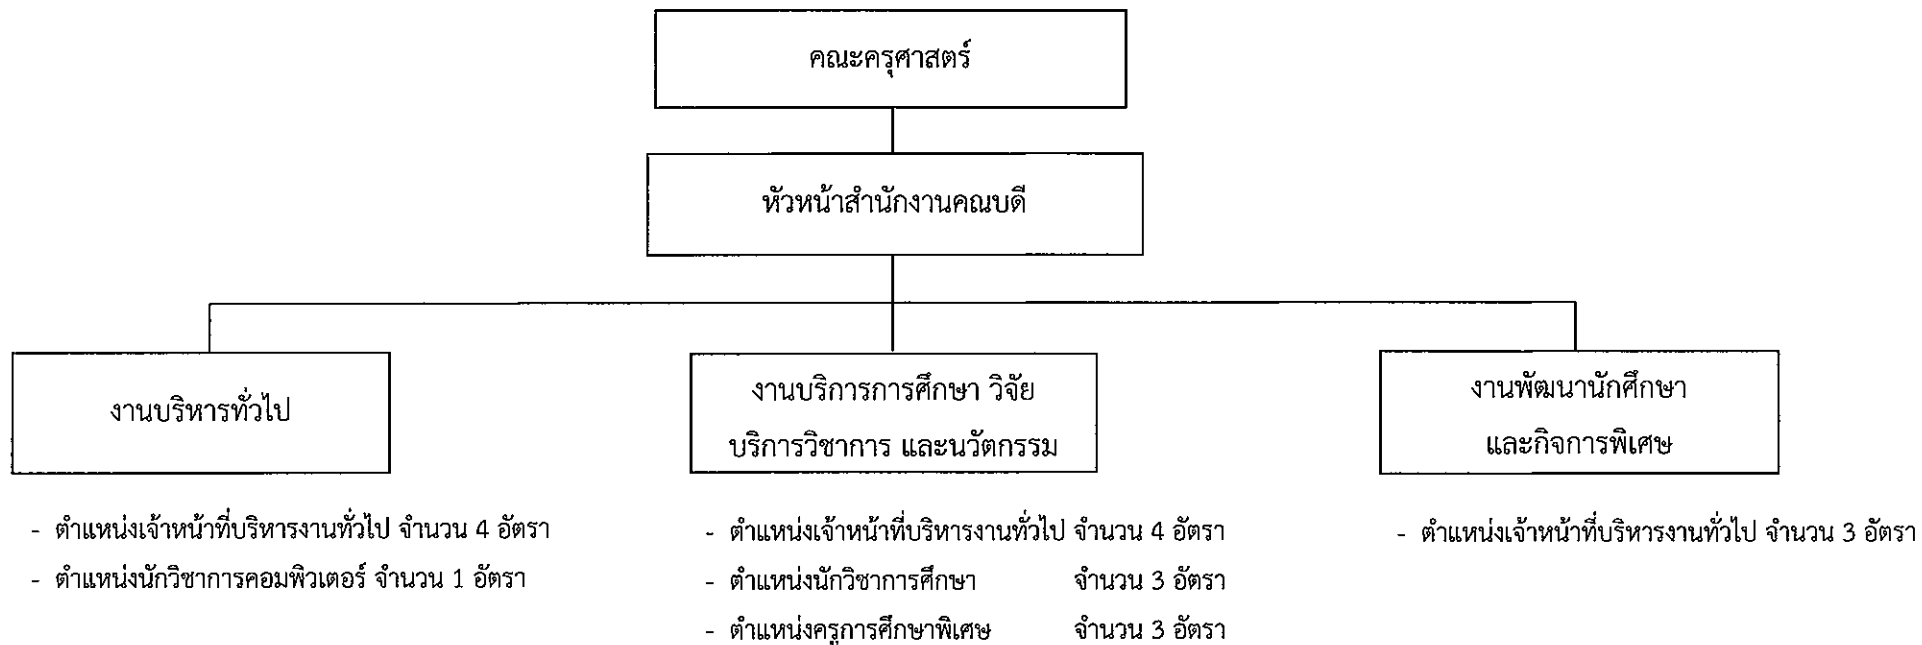 คณะครุศาสตร์
หัวหน้าสำนักงานคณบดี
งานบริหารทั่วไป
- ตำแหน่งเจ้าหน้าที่บริหารงานทั่วไป จำนวน 4 อัตรา
- ตำแหน่งนักวิชาการคอมพิวเตอร์ จำนวน 1 อัตรา
งานบริการการศึกษา วิจัย
บริการวิชาการ และนวัตกรรม
- ตำแหน่งเจ้าหน้าที่บริหารงานทั่วไป จำนวน 4 อัตรา
- ตำแหน่งนักวิชาการศึกษา จำนวน 3 อัตรา
- ตำแหน่งครูการศึกษาพิเศษ จำนวน 3 อัตรา
งานพัฒนานักศึกษา
และกิจการพิเศษ
- ตำแหน่งเจ้าหน้าที่บริหารงานทั่วไป จำนวน 3 อัตรา